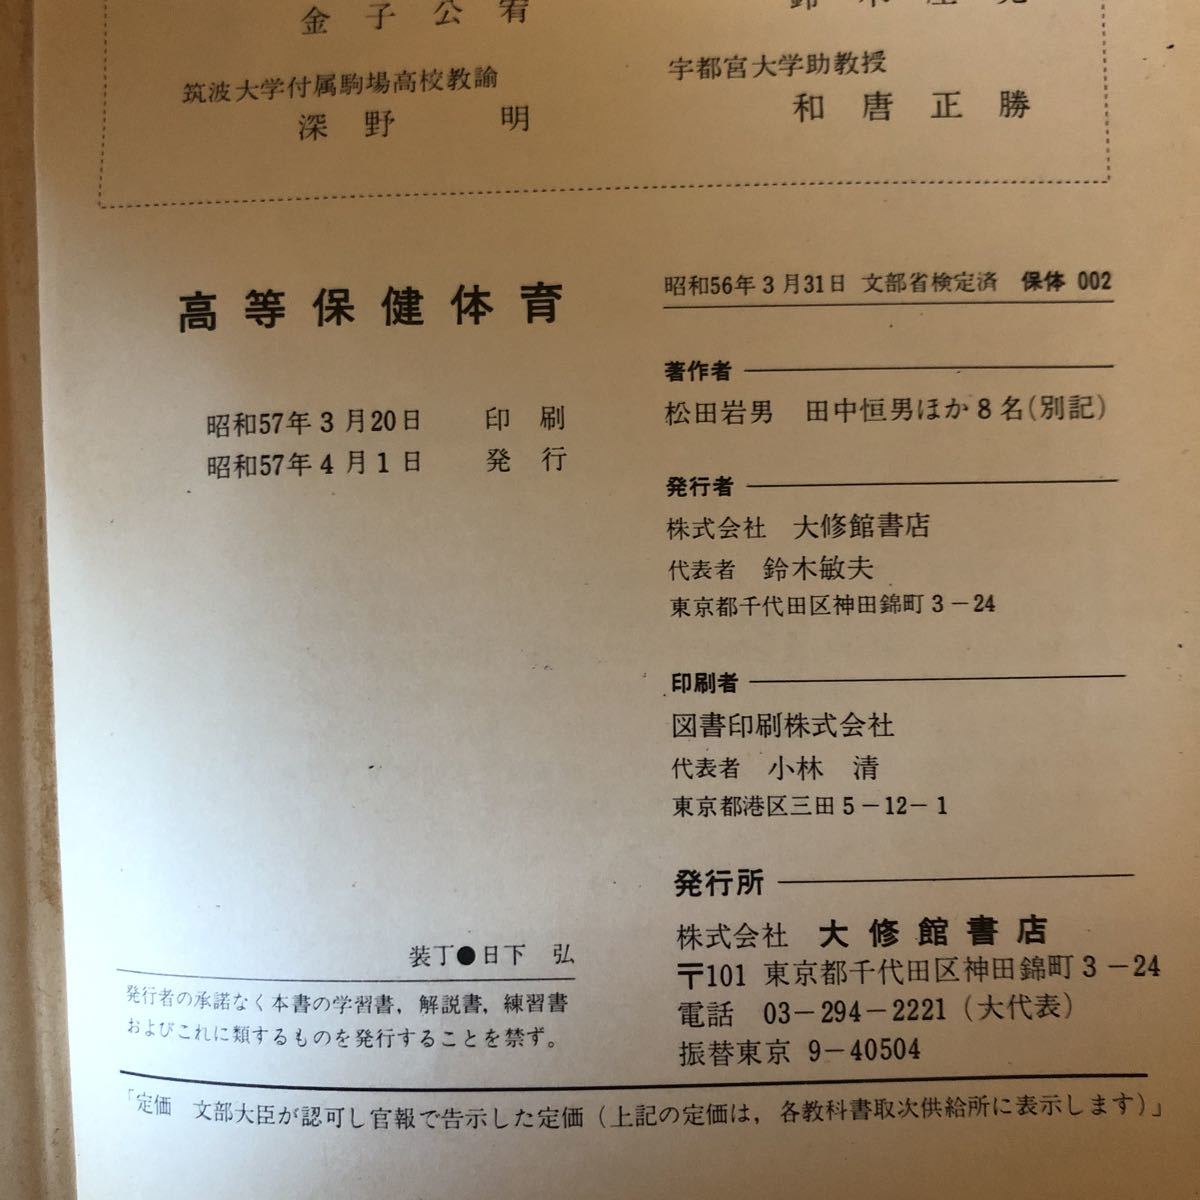 金子公宥
筑波大学付属駒場高校教諭
深野 明
宇都宮大学助教授
和唐正勝
高等保健体育
昭和57年3月20日 印刷
昭和57年4月1日 発行
装丁●日下 弘
発行者の承諾なく本書の学習書，解説書，練習書
およびこれに類するものを発行することを禁ず。
昭和56年3月31日 文部省検定済 保体 002
著作者
松田岩男 田中恒男ほか8名(別記)
発行者
株式会社 大修館書店
代表者 鈴木敏夫
東京都千代田区神田錦町3－24
印刷者
図書印刷株式会社
代表者 小林 清
東京都港区三田5－12－1
発行所
株式会社 大修館書店
〒101 東京都千代田区神田錦町3－24
電話 03－294－2221(大代表)
振替東京 9－40504
「定価 文部大臣が認可し官報で告示した定価(上記の定価は，各教科書取次供給所に表示します)」